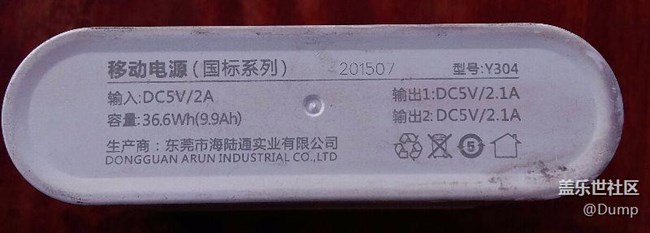 移动电源(国标系列) 201507 型号:Y304
输入:DC5V/2A 输出1:DC5V/2.1A
容量:36.6Wh(9.9Ah) 输出2:DC5V/2.1A
生产商:东莞市海陆通实业有限公司
DONGGUAN ARUN INDUSTRIAL CO.,LTD
5
盖乐世社区
@Dump